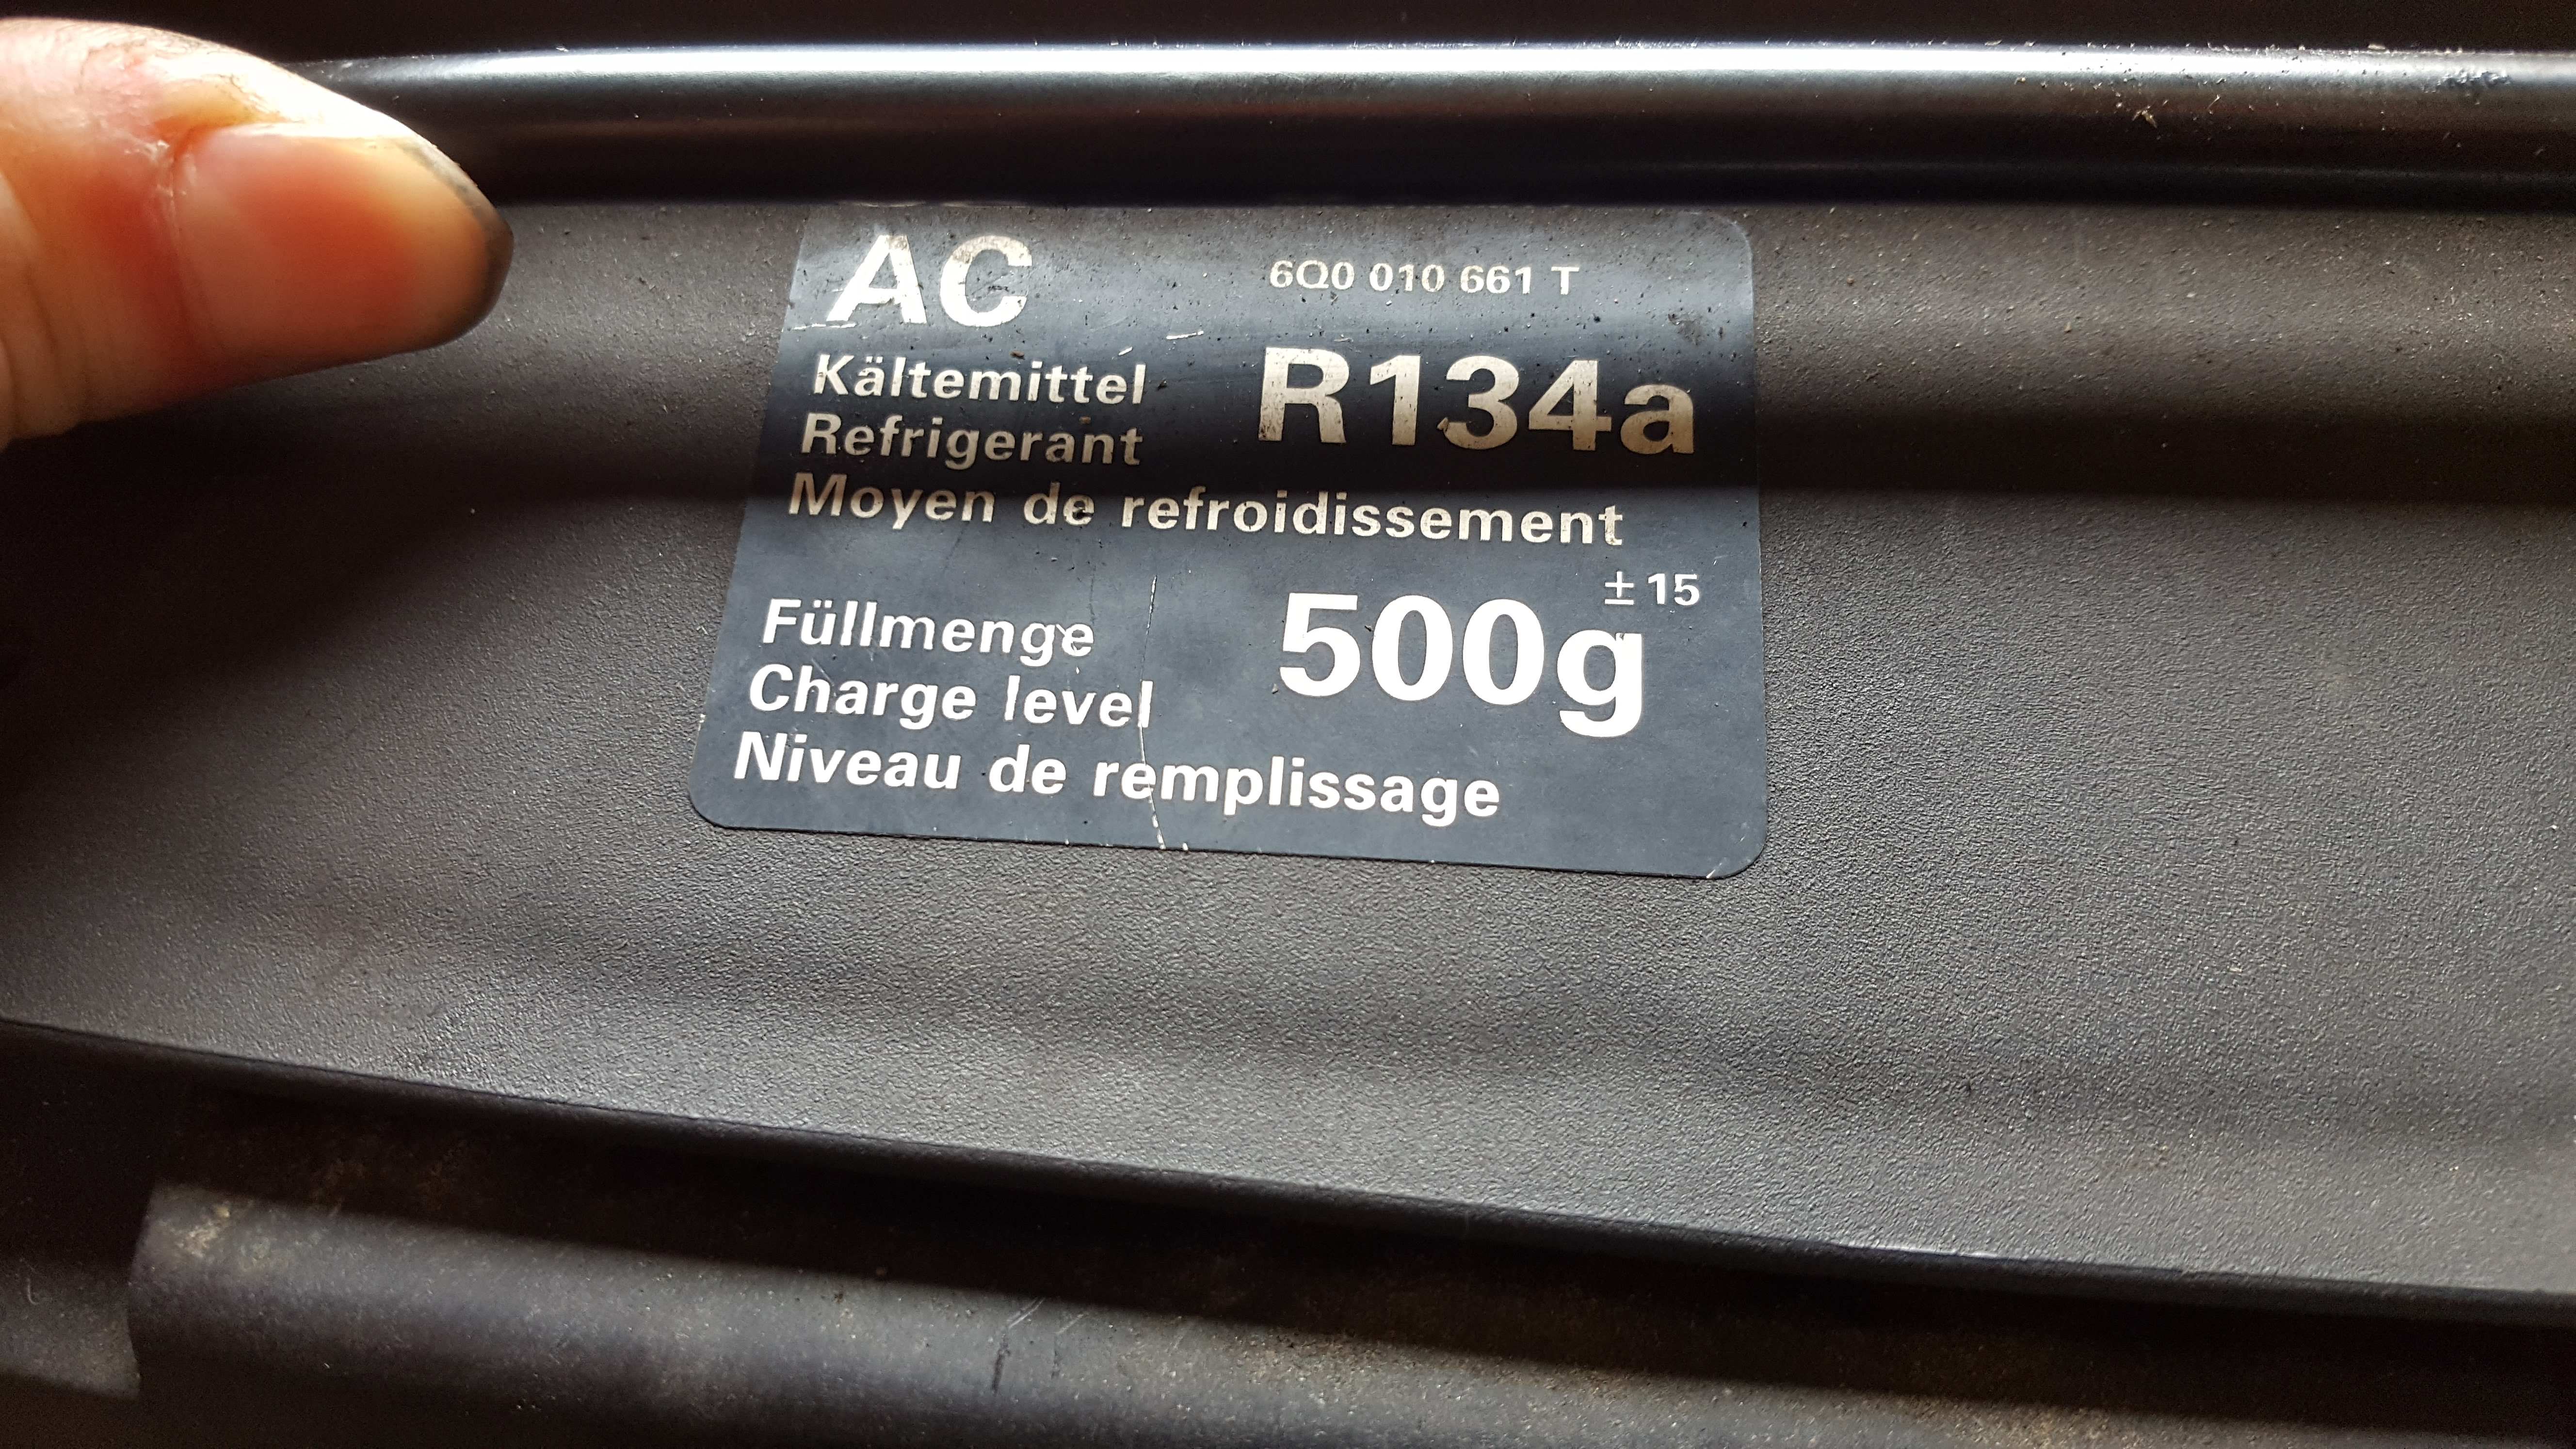 AC 6Q0 010 661 T
Kältemittel R134a
Refrigerant
Moyen de refroidissement
± 15
Füllmenge 500g
Charge level
Niveau de remplissage